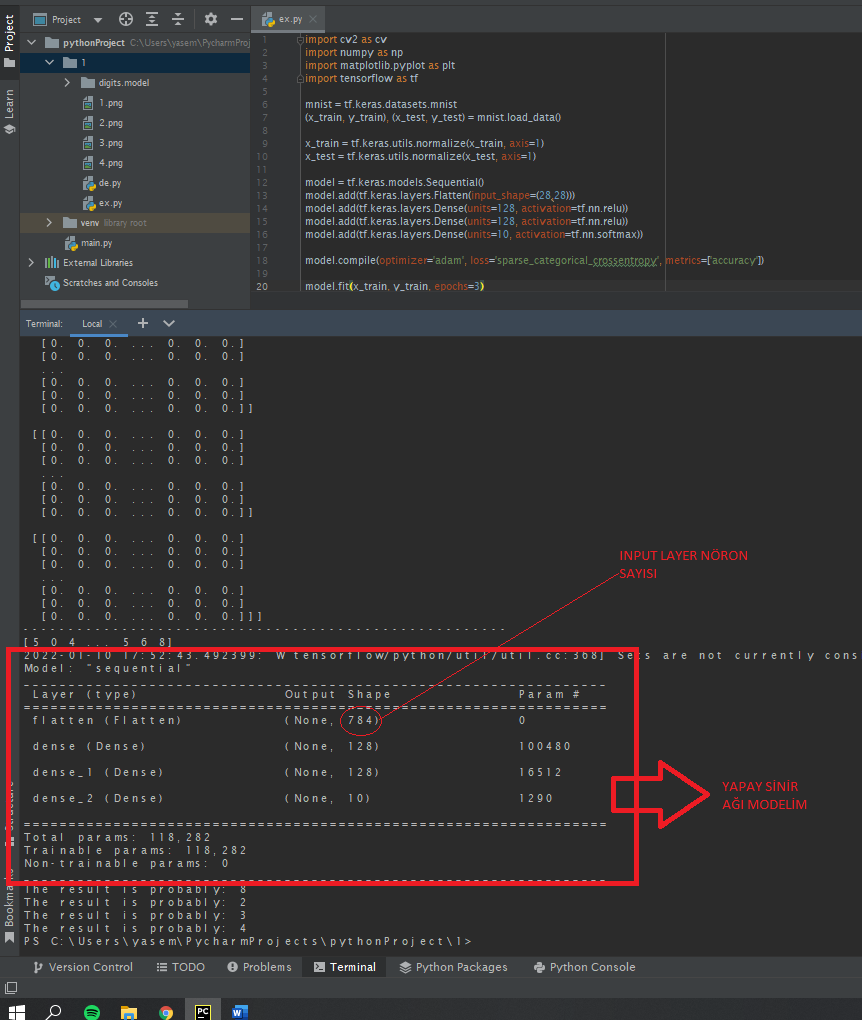 Project
pythonProject C:\Users\yasem\PycharmProj
1
digits.model
1.png
2.png
3.png
4.png
de.py
ex.py
venv library root
main.py
External Libraries
Scratches and Consoles
Project
Learn
Bookmarks
ex.py
1 import cv2 as cv
2 import numpy as np
3 import matplotlib.pyplot as plt
4 import tensorflow as tf
5
6 mnist = tf.keras.datasets.mnist
7 (x_train, y_train), (x_test, y_test) = mnist.load_data()
8
9 x_train = tf.keras.utils.normalize(x_train, axis=1)
10 x_test = tf.keras.utils.normalize(x_test, axis=1)
11
12 model = tf.keras.models.Sequential()
13 model.add(tf.keras.layers.Flatten(input_shape=(28,28)))
14 model.add(tf.keras.layers.Dense(units=128, activation=tf.nn.relu))
15 model.add(tf.keras.layers.Dense(units=128, activation=tf.nn.relu))
16 model.add(tf.keras.layers.Dense(units=10, activation=tf.nn.softmax))
17
18 model.compile(optimizer='adam', loss='sparse_categorical_crossentropy', metrics=['accuracy'])
19
20 model.fit(x_train, y_train, epochs=3)
Terminal: Local
[0. 0. 0. ... 0. 0. 0.]
[0. 0. 0. ... 0. 0. 0.]
...
[0. 0. 0. ... 0. 0. 0.]
[0. 0. 0. ... 0. 0. 0.]
[0. 0. 0. ... 0. 0. 0.]]
[[0. 0. 0. ... 0. 0. 0.]
[0. 0. 0. ... 0. 0. 0.]
[0. 0. 0. ... 0. 0. 0.]
...
[0. 0. 0. ... 0. 0. 0.]
[0. 0. 0. ... 0. 0. 0.]
[0. 0. 0. ... 0. 0. 0.]]
[[0. 0. 0. ... 0. 0. 0.]
[0. 0. 0. ... 0. 0. 0.]
[0. 0. 0. ... 0. 0. 0.]
...
[0. 0. 0. ... 0. 0. 0.]
[0. 0. 0. ... 0. 0. 0.]
[0. 0. 0. ... 0. 0. 0.]]]
INPUT LAYER NÖRON
SAYISI
[5 0 4 ... 5 6 8]
2022-01-10 17:52:43.492399: W tensorflow/python/util/util.cc:368] Sets are not currently cons
Model: "sequential"
Layer (type) Output Shape Param #
flatten (Flatten) (None, 784) 0
dense (Dense) (None, 128) 100480
dense_1 (Dense) (None, 128) 16512
dense_2 (Dense) (None, 10) 1290
YAPAY SİNİR
AĞI MODELİM
Total params: 118,282
Trainable params: 118,282
Non-trainable params: 0
The result is probably: 8
The result is probably: 2
The result is probably: 3
The result is probably: 4
PS C:\Users\yasem\PycharmProjects\pythonProject\1>
Version Control TODO Problems Terminal Python Packages Python Console
PC W